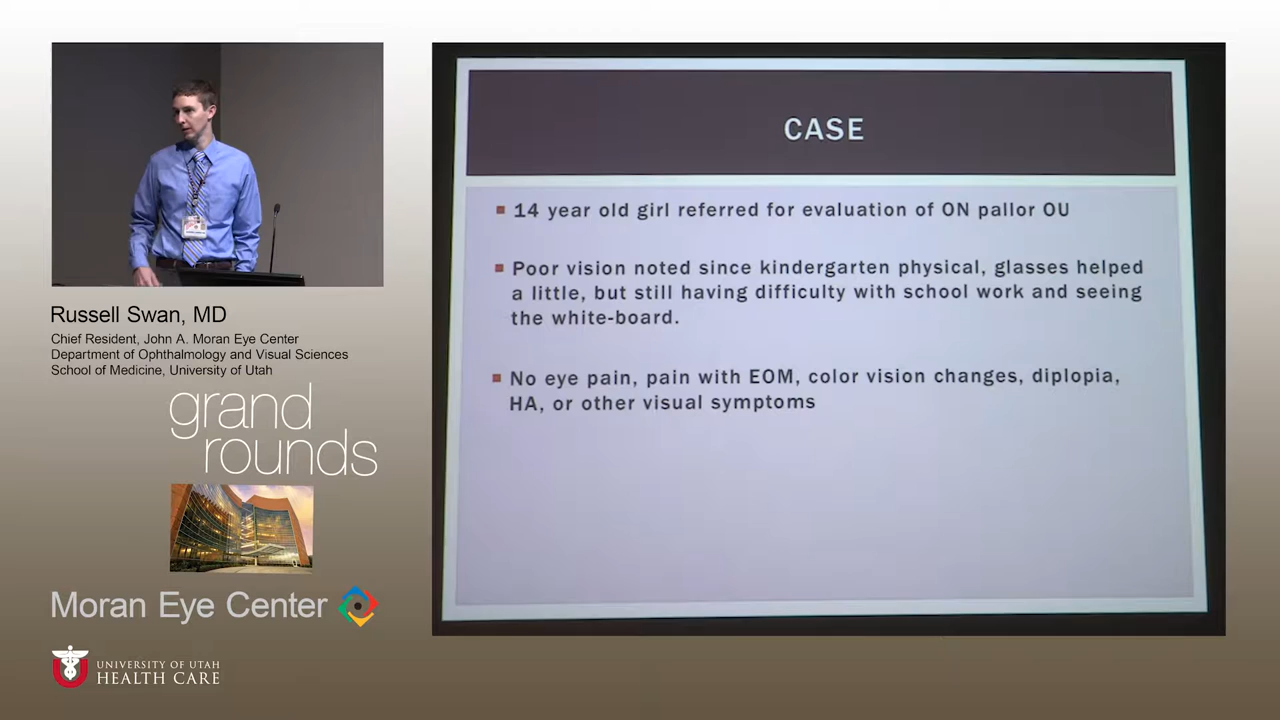 CASE
14 year old girl referred for evaluation of ON pallor OU
Poor vision noted since kindergarten physical, glasses helped
a little, but still having difficulty with school work and seeing
the white-board.
No eye pain, pain with EOM, color vision changes, diplopia,
HA, or other visual symptoms
Russell Swan, MD
Chief Resident, John A. Moran Eye Center
Department of Ophthalmology and Visual Sciences
School of Medicine, University of Utah
grand
rounds
Moran Eye Center
UNIVERSITY OF UTAH
HEALTH CARE